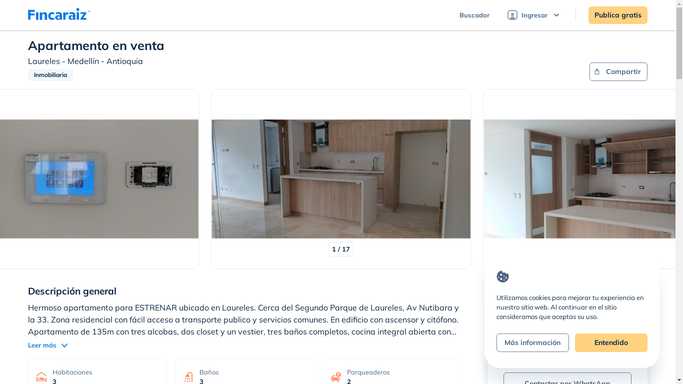 Fincaraiz
Buscador
Ingresar
Publica gratis
Apartamento en venta
Laureles - Medellín - Antioquia
Inmobiliaria
Compartir
1 / 17
Descripción general
Hermoso apartamento para ESTRENAR ubicado en Laureles. Cerca del Segundo Parque de Laureles, Av Nutibara y
la 33. Zona residencial con fácil acceso a transporte publico y servicios comunes. En edificio con ascensor y citófono.
Apartamento de 135m con tres alcobas, dos closet y un vestier, tres baños completos, cocina integral abierta con...
Leer más
Habitaciones
3
Baños
3
Parqueaderos
2
Utilizamos cookies para mejorar tu experiencia en
nuestro sitio web. Al continuar en el sitio
consideramos que aceptas su uso.
Más información
Entendido
Contactar por WhatsApp